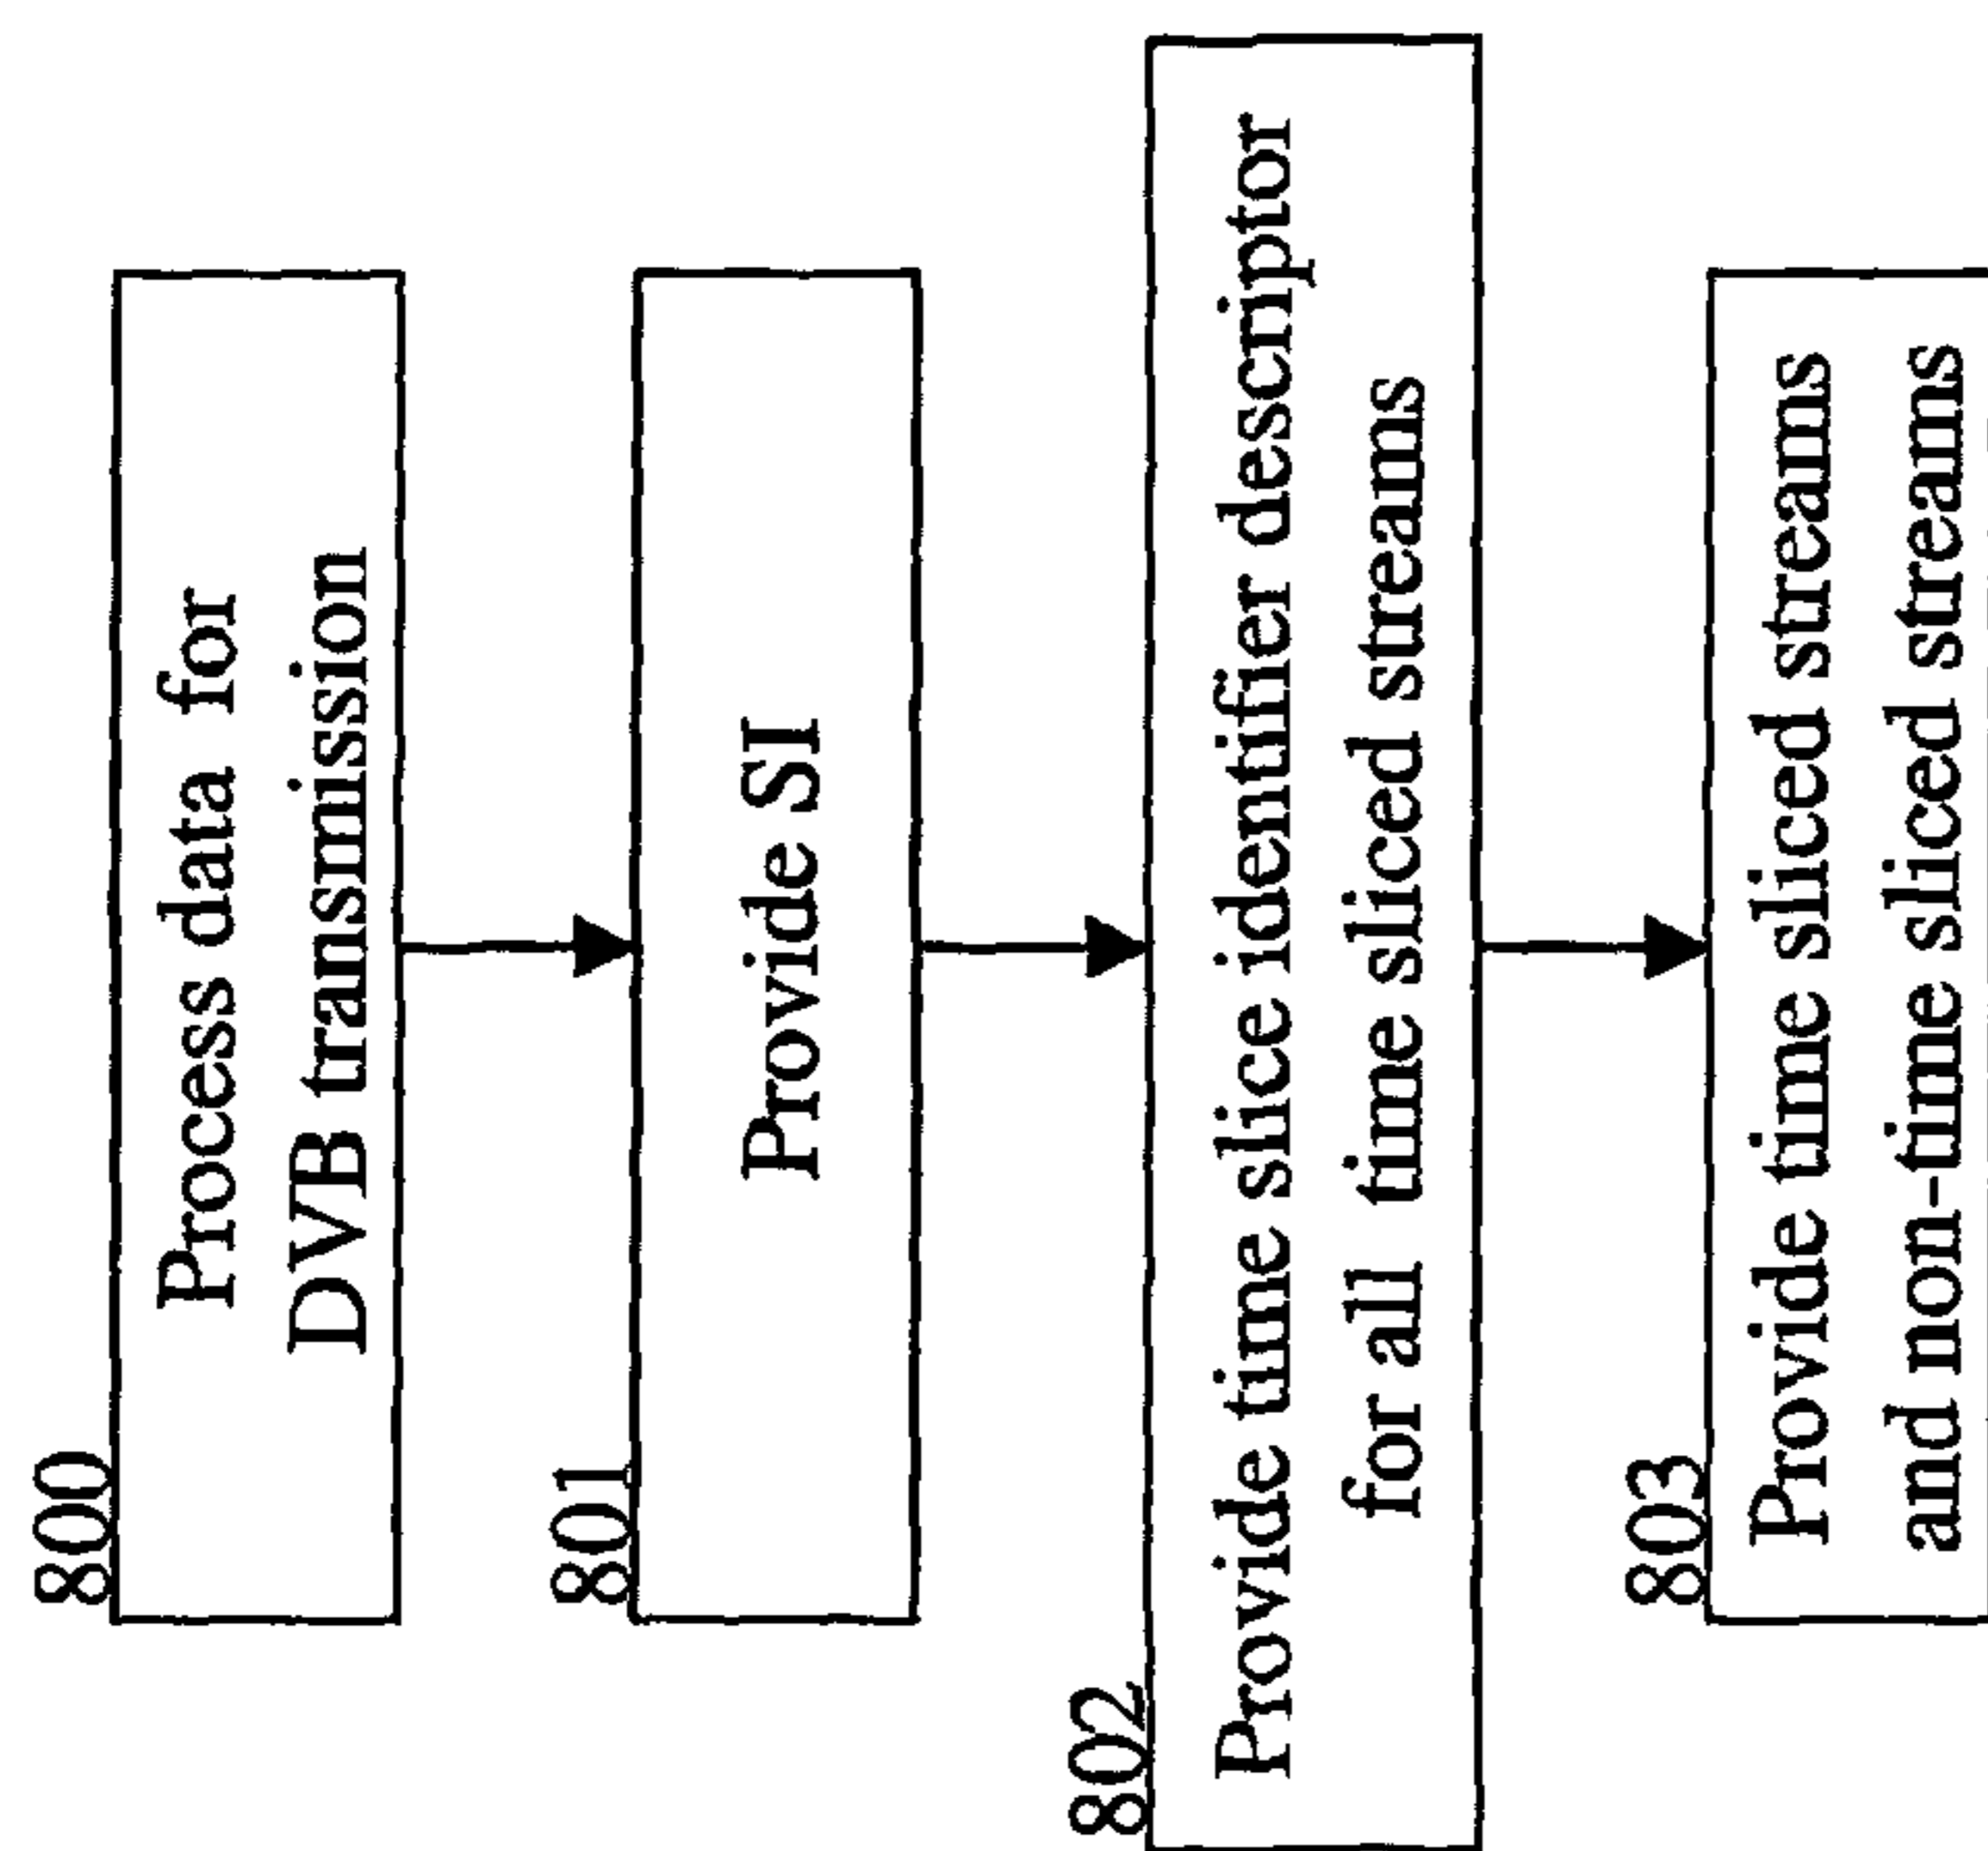 800
Process data for
DVB transmission
801
Provide SI
802
Provide time slice identifier descriptor
for all time sliced streams
803
Provide time sliced streams
and non-time sliced streams